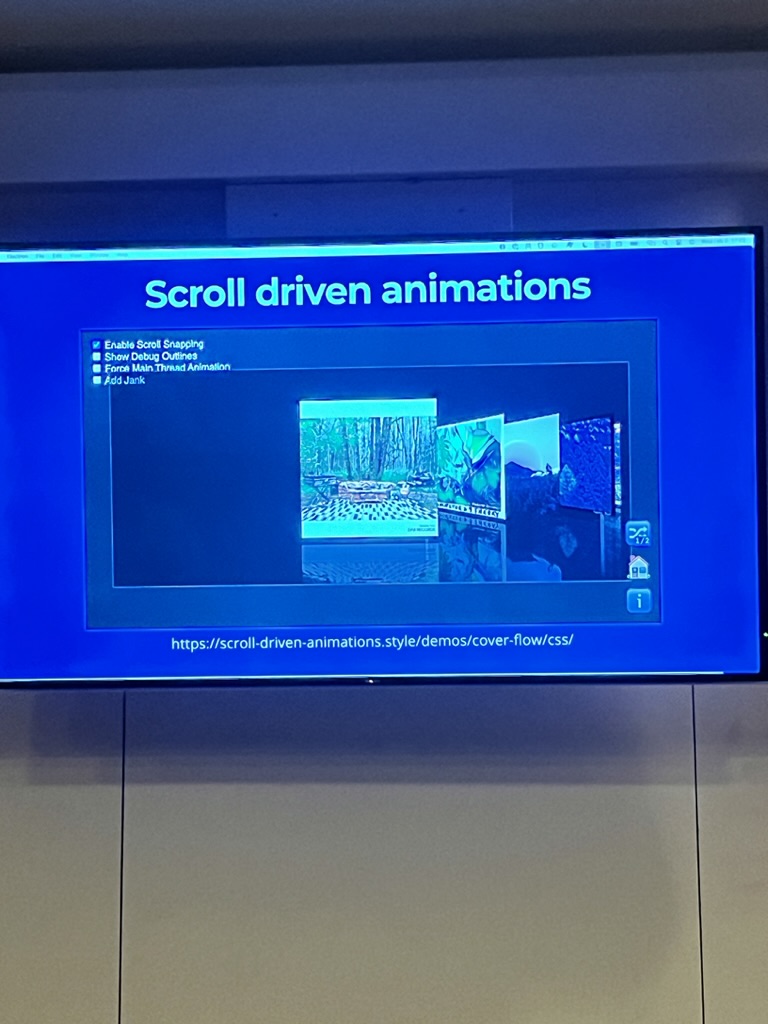 Scroll driven animations
Enable Scroll Snapping
Show Debug Outlines
Force Main Thread Animation
Add Jank
1/2
i
https://scroll-driven-animations.style/demos/cover-flow/css/